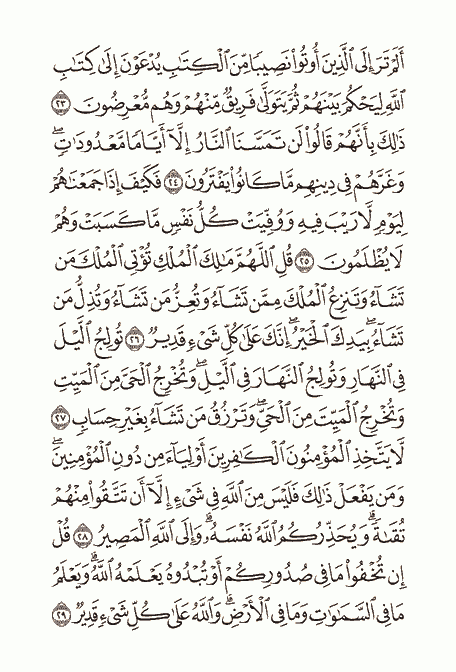 أَلَمْ تَرَ إِلَى ٱلَّذِينَ أُوتُوا۟ نَصِيبًا مِّنَ ٱلْكِتَٰبِ يُدْعَوْنَ إِلَىٰ كِتَٰبِ
ٱللَّهِ لِيَحْكُمَ بَيْنَهُمْ ثُمَّ يَتَوَلَّىٰ فَرِيقٌ مِّنْهُمْ وَهُم مُّعْرِضُونَ ٢٣
ذَٰلِكَ بِأَنَّهُمْ قَالُوا۟ لَن تَمَسَّنَا ٱلنَّارُ إِلَّآ أَيَّامًا مَّعْدُودَٰتٍ ۖ
وَغَرَّهُمْ فِى دِينِهِم مَّا كَانُوا۟ يَفْتَرُونَ ٢٤ فَكَيْفَ إِذَا جَمَعْنَٰهُمْ
لِيَوْمٍ لَّا رَيْبَ فِيهِ وَوُفِّيَتْ كُلُّ نَفْسٍ مَّا كَسَبَتْ وَهُمْ
لَا يُظْلَمُونَ ٢٥ قُلِ ٱللَّهُمَّ مَٰلِكَ ٱلْمُلْكِ تُؤْتِى ٱلْمُلْكَ مَن
تَشَآءُ وَتَنزِعُ ٱلْمُلْكَ مِمَّن تَشَآءُ وَتُعِزُّ مَن تَشَآءُ وَتُذِلُّ مَن
تَشَآءُ ۖ بِيَدِكَ ٱلْخَيْرُ ۖ إِنَّكَ عَلَىٰ كُلِّ شَىْءٍ قَدِيرٌ ٢٦ تُولِجُ ٱلَّيْلَ
فِى ٱلنَّهَارِ وَتُولِجُ ٱلنَّهَارَ فِى ٱلَّيْلِ ۖ وَتُخْرِجُ ٱلْحَىَّ مِنَ ٱلْمَيِّتِ
وَتُخْرِجُ ٱلْمَيِّتَ مِنَ ٱلْحَىِّ ۖ وَتَرْزُقُ مَن تَشَآءُ بِغَيْرِ حِسَابٍ ٢٧
لَّا يَتَّخِذِ ٱلْمُؤْمِنُونَ ٱلْكَٰفِرِينَ أَوْلِيَآءَ مِن دُونِ ٱلْمُؤْمِنِينَ ۖ
وَمَن يَفْعَلْ ذَٰلِكَ فَلَيْسَ مِنَ ٱللَّهِ فِى شَىْءٍ إِلَّآ أَن تَتَّقُوا۟ مِنْهُمْ
تُقَىٰةً ۗ وَيُحَذِّرُكُمُ ٱللَّهُ نَفْسَهُۥ ۗ وَإِلَى ٱللَّهِ ٱلْمَصِيرُ ٢٨ قُلْ
إِن تُخْفُوا۟ مَا فِى صُدُورِكُمْ أَوْ تُبْدُوهُ يَعْلَمْهُ ٱللَّهُ ۗ وَيَعْلَمُ
مَا فِى ٱلسَّمَٰوَٰتِ وَمَا فِى ٱلْأَرْضِ ۗ وَٱللَّهُ عَلَىٰ كُلِّ شَىْءٍ قَدِيرٌ ٢٩